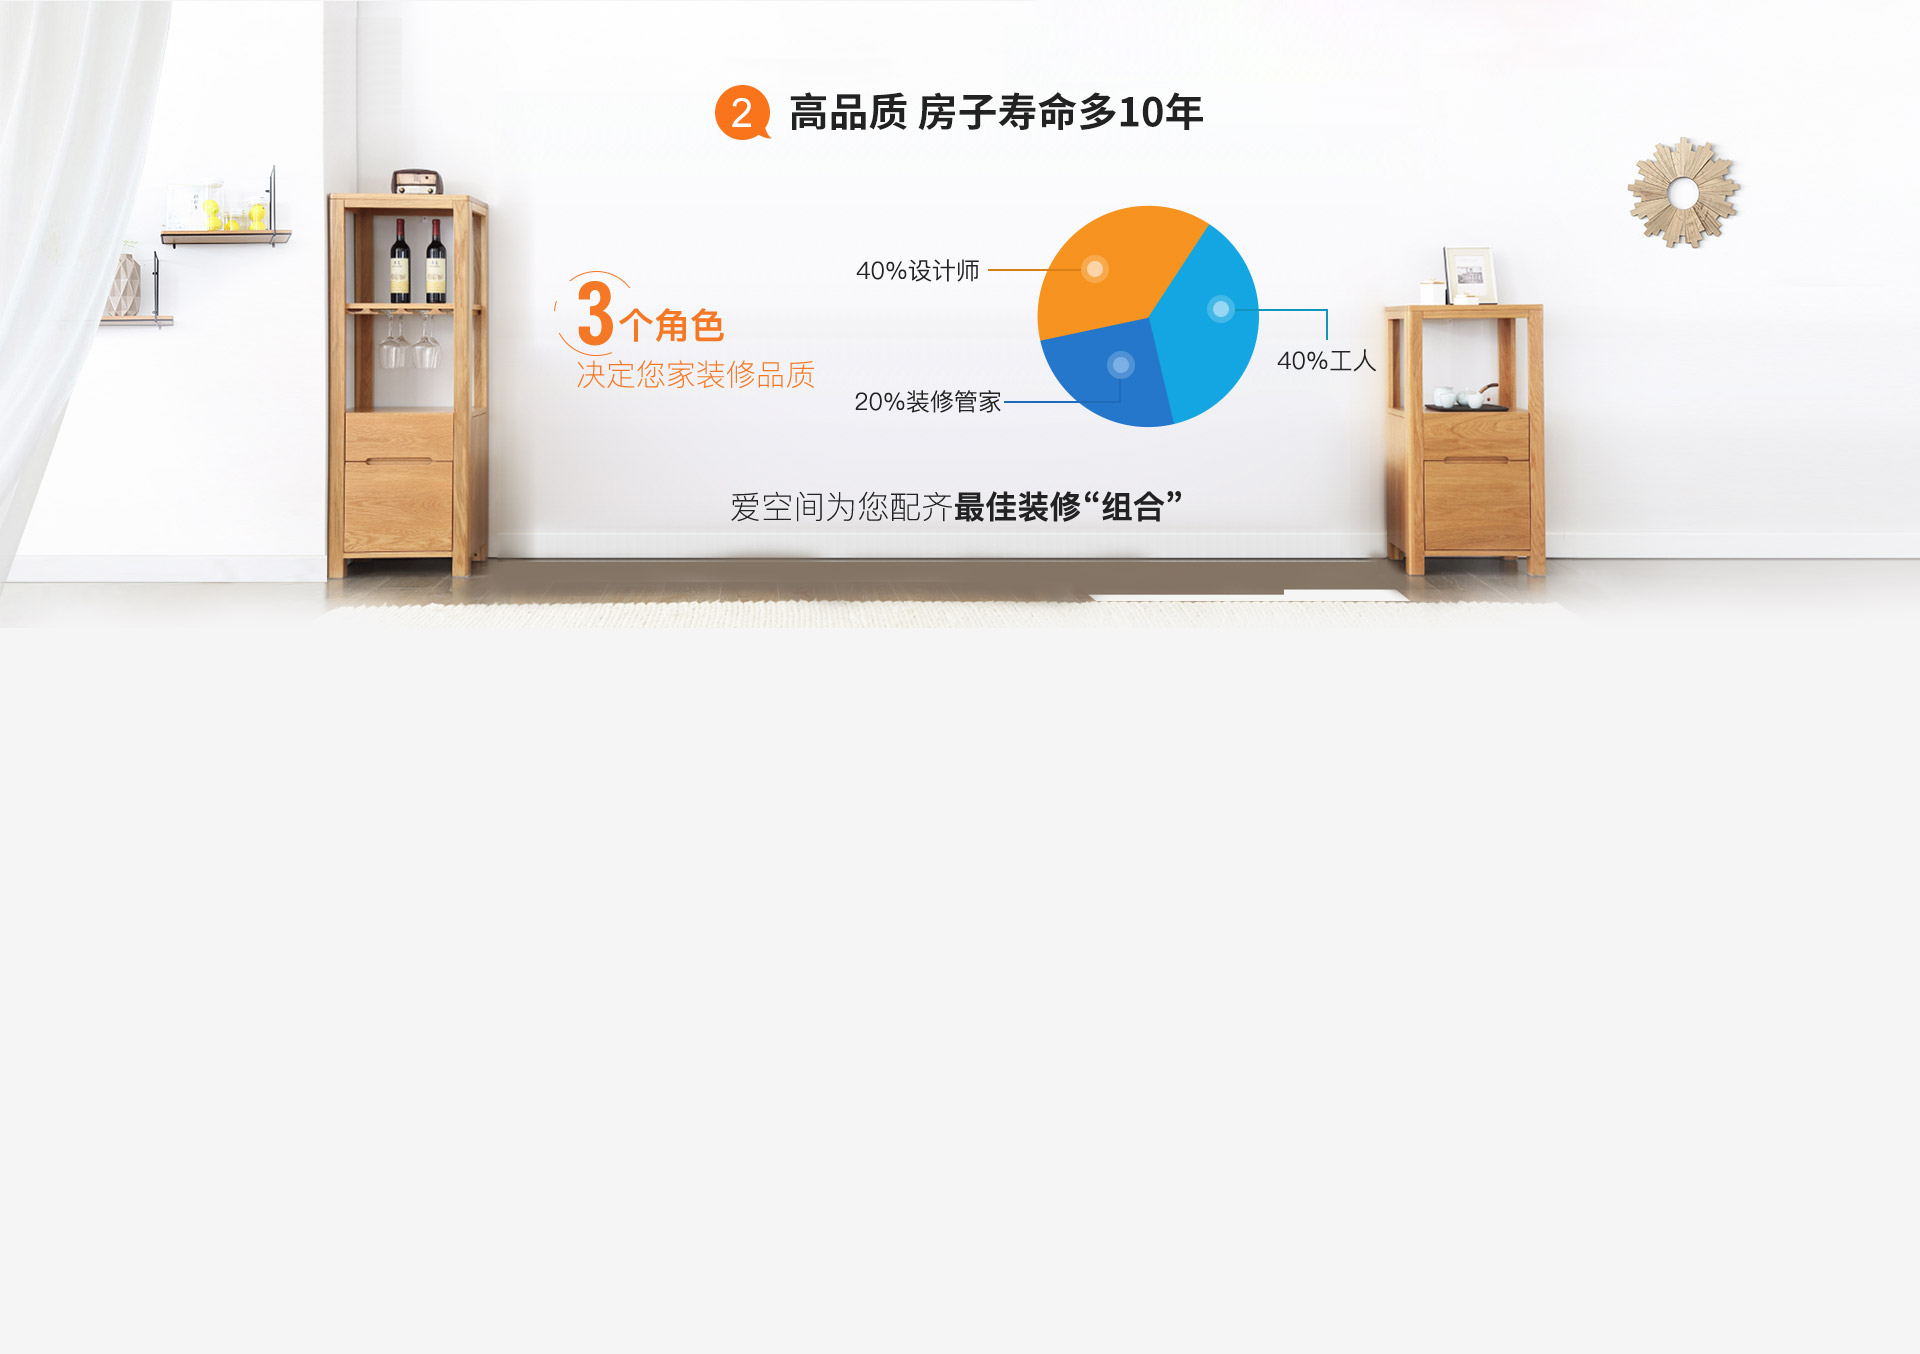 2 高品质 房子寿命多10年
40%设计师
3个角色
决定您家装修品质
40%工人
20%装修管家
爱空间为您配齐最佳装修“组合”